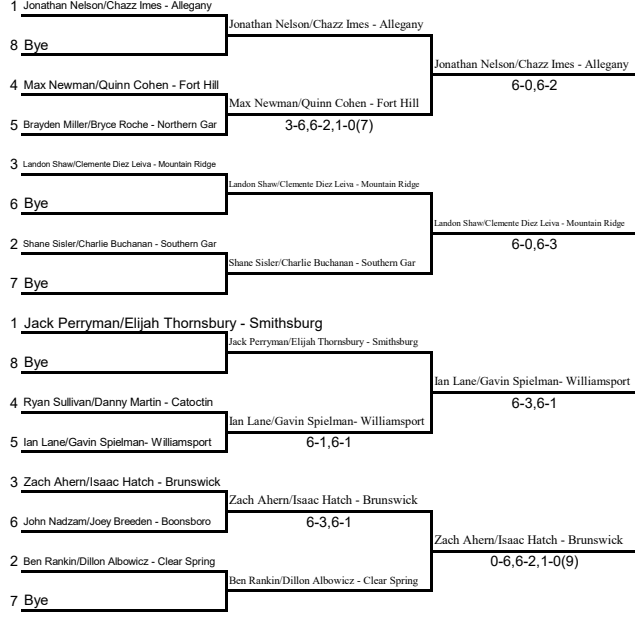 1 Jonathan Nelson/Chazz Imes - Allegany
Jonathan Nelson/Chazz Imes - Allegany
8 Bye
Jonathan Nelson/Chazz Imes - Allegany
6-0,6-2
4 Max Newman/Quinn Cohen - Fort Hill
Max Newman/Quinn Cohen - Fort Hill
3-6,6-2,1-0(7)
5 Brayden Miller/Bryce Roche - Northern Gar
3 Landon Shaw/Clemente Diez Leiva - Mountain Ridge
Landon Shaw/Clemente Diez Leiva - Mountain Ridge
6 Bye
Landon Shaw/Clemente Diez Leiva - Mountain Ridge
6-0,6-3
2 Shane Sisler/Charlie Buchanan - Southern Gar
Shane Sisler/Charlie Buchanan - Southern Gar
7 Bye
1 Jack Perryman/Elijah Thornsbury - Smithsburg
Jack Perryman/Elijah Thornsbury - Smithsburg
8 Bye
Ian Lane/Gavin Spielman- Williamsport
6-3,6-1
4 Ryan Sullivan/Danny Martin - Catoctin
Ian Lane/Gavin Spielman- Williamsport
6-1,6-1
5 Ian Lane/Gavin Spielman- Williamsport
3 Zach Ahern/Isaac Hatch - Brunswick
Zach Ahern/Isaac Hatch - Brunswick
6-3,6-1
6 John Nadzam/Joey Breeden - Boonsboro
Zach Ahern/Isaac Hatch - Brunswick
0-6,6-2,1-0(9)
2 Ben Rankin/Dillon Albowicz - Clear Spring
Ben Rankin/Dillon Albowicz - Clear Spring
7 Bye